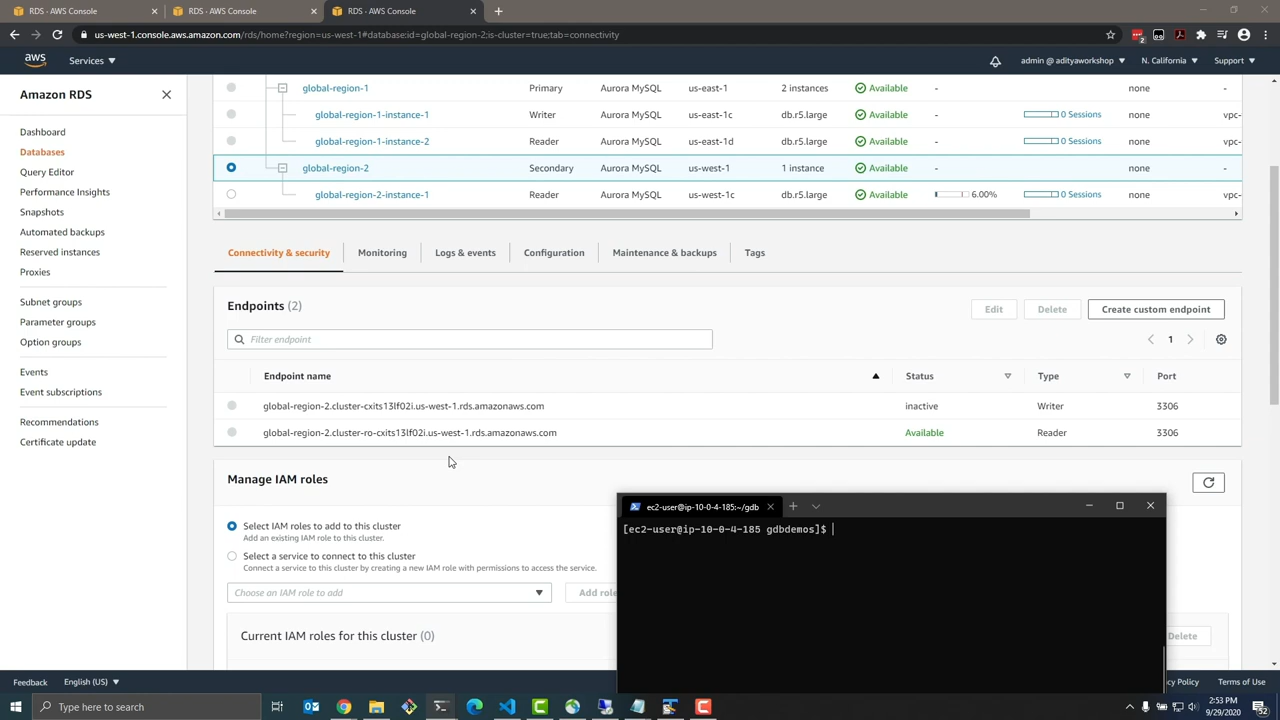 RDS - AWS Console
RDS - AWS Console
RDS - AWS Console
us-west-1.console.aws.amazon.com/rds/home?region=us-west-1#database:id=global-region-2;is-cluster=true;tab=connectivity
aws Services admin @ adityaworkshop N. California Support
Amazon RDS
Dashboard
Databases
Query Editor
Performance Insights
Snapshots
Automated backups
Reserved instances
Proxies
Subnet groups
Parameter groups
Option groups
Events
Event subscriptions
Recommendations
Certificate update
global-region-1 Primary Aurora MySQL us-east-1 2 instances Available - none -
global-region-1-instance-1 Writer Aurora MySQL us-east-1c db.r5.large Available 0 Sessions none vpc-
global-region-1-instance-2 Reader Aurora MySQL us-east-1d db.r5.large Available 0 Sessions none vpc-
global-region-2 Secondary Aurora MySQL us-west-1 1 instance Available - none -
global-region-2-instance-1 Reader Aurora MySQL us-west-1c db.r5.large Available 6.00% 0 Sessions none vpc-
Connectivity & security Monitoring Logs & events Configuration Maintenance & backups Tags
Endpoints (2) Edit Delete Create custom endpoint
Filter endpoint 1
Endpoint name Status Type Port
global-region-2.cluster-cxits13lf02i.us-west-1.rds.amazonaws.com inactive Writer 3306
global-region-2.cluster-ro-cxits13lf02i.us-west-1.rds.amazonaws.com Available Reader 3306
Manage IAM roles
Select IAM roles to add to this cluster
Add an existing IAM role to this cluster.
Select a service to connect to this cluster
Connect a service to this cluster by creating a new IAM role with permissions to access the service.
Choose an IAM role to add Add role
Current IAM roles for this cluster (0) Delete
ec2-user@ip-10-0-4-185:~/gdb
[ec2-user@ip-10-0-4-185 gdbdemos]$
Feedback English (US) cy Policy Terms of Use
Type here to search
2:53 PM
9/29/2020